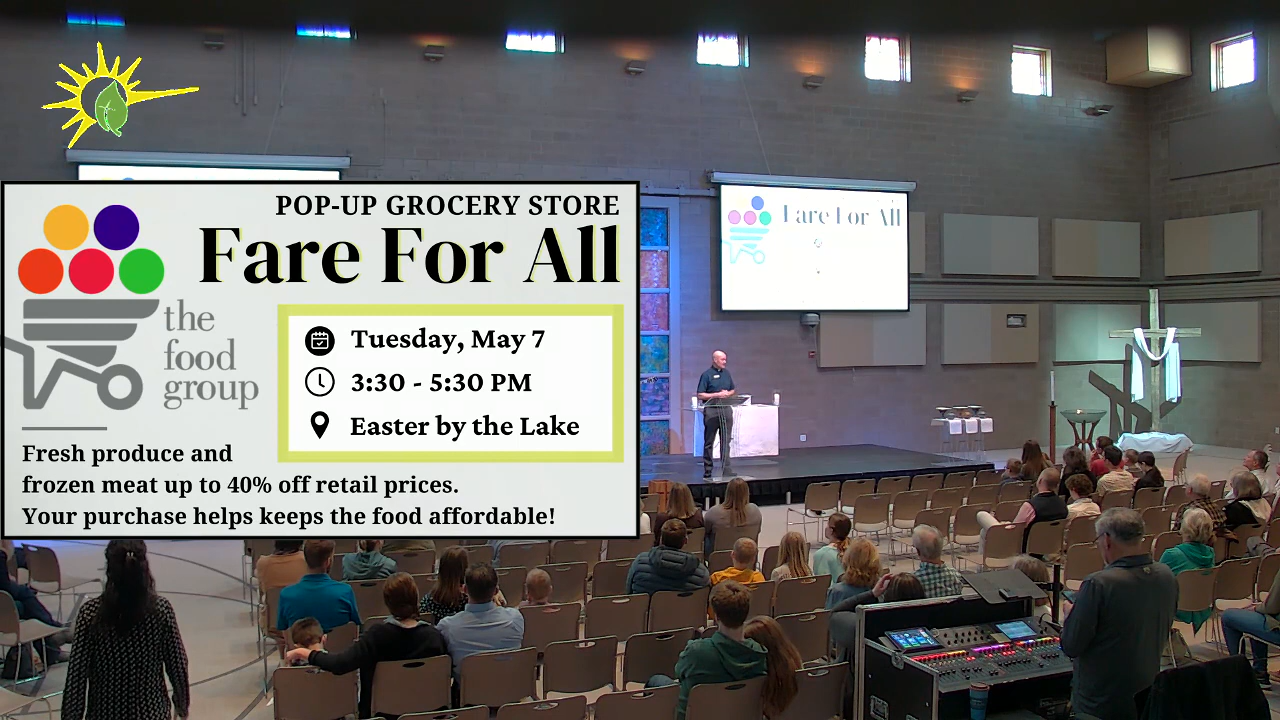 POP-UP GROCERY STORE
Fare For All
the
food
group
Tuesday, May 7
3:30 - 5:30 PM
Easter by the Lake
Fresh produce and
frozen meat up to 40% off retail prices.
Your purchase helps keeps the food affordable!
Fare For All